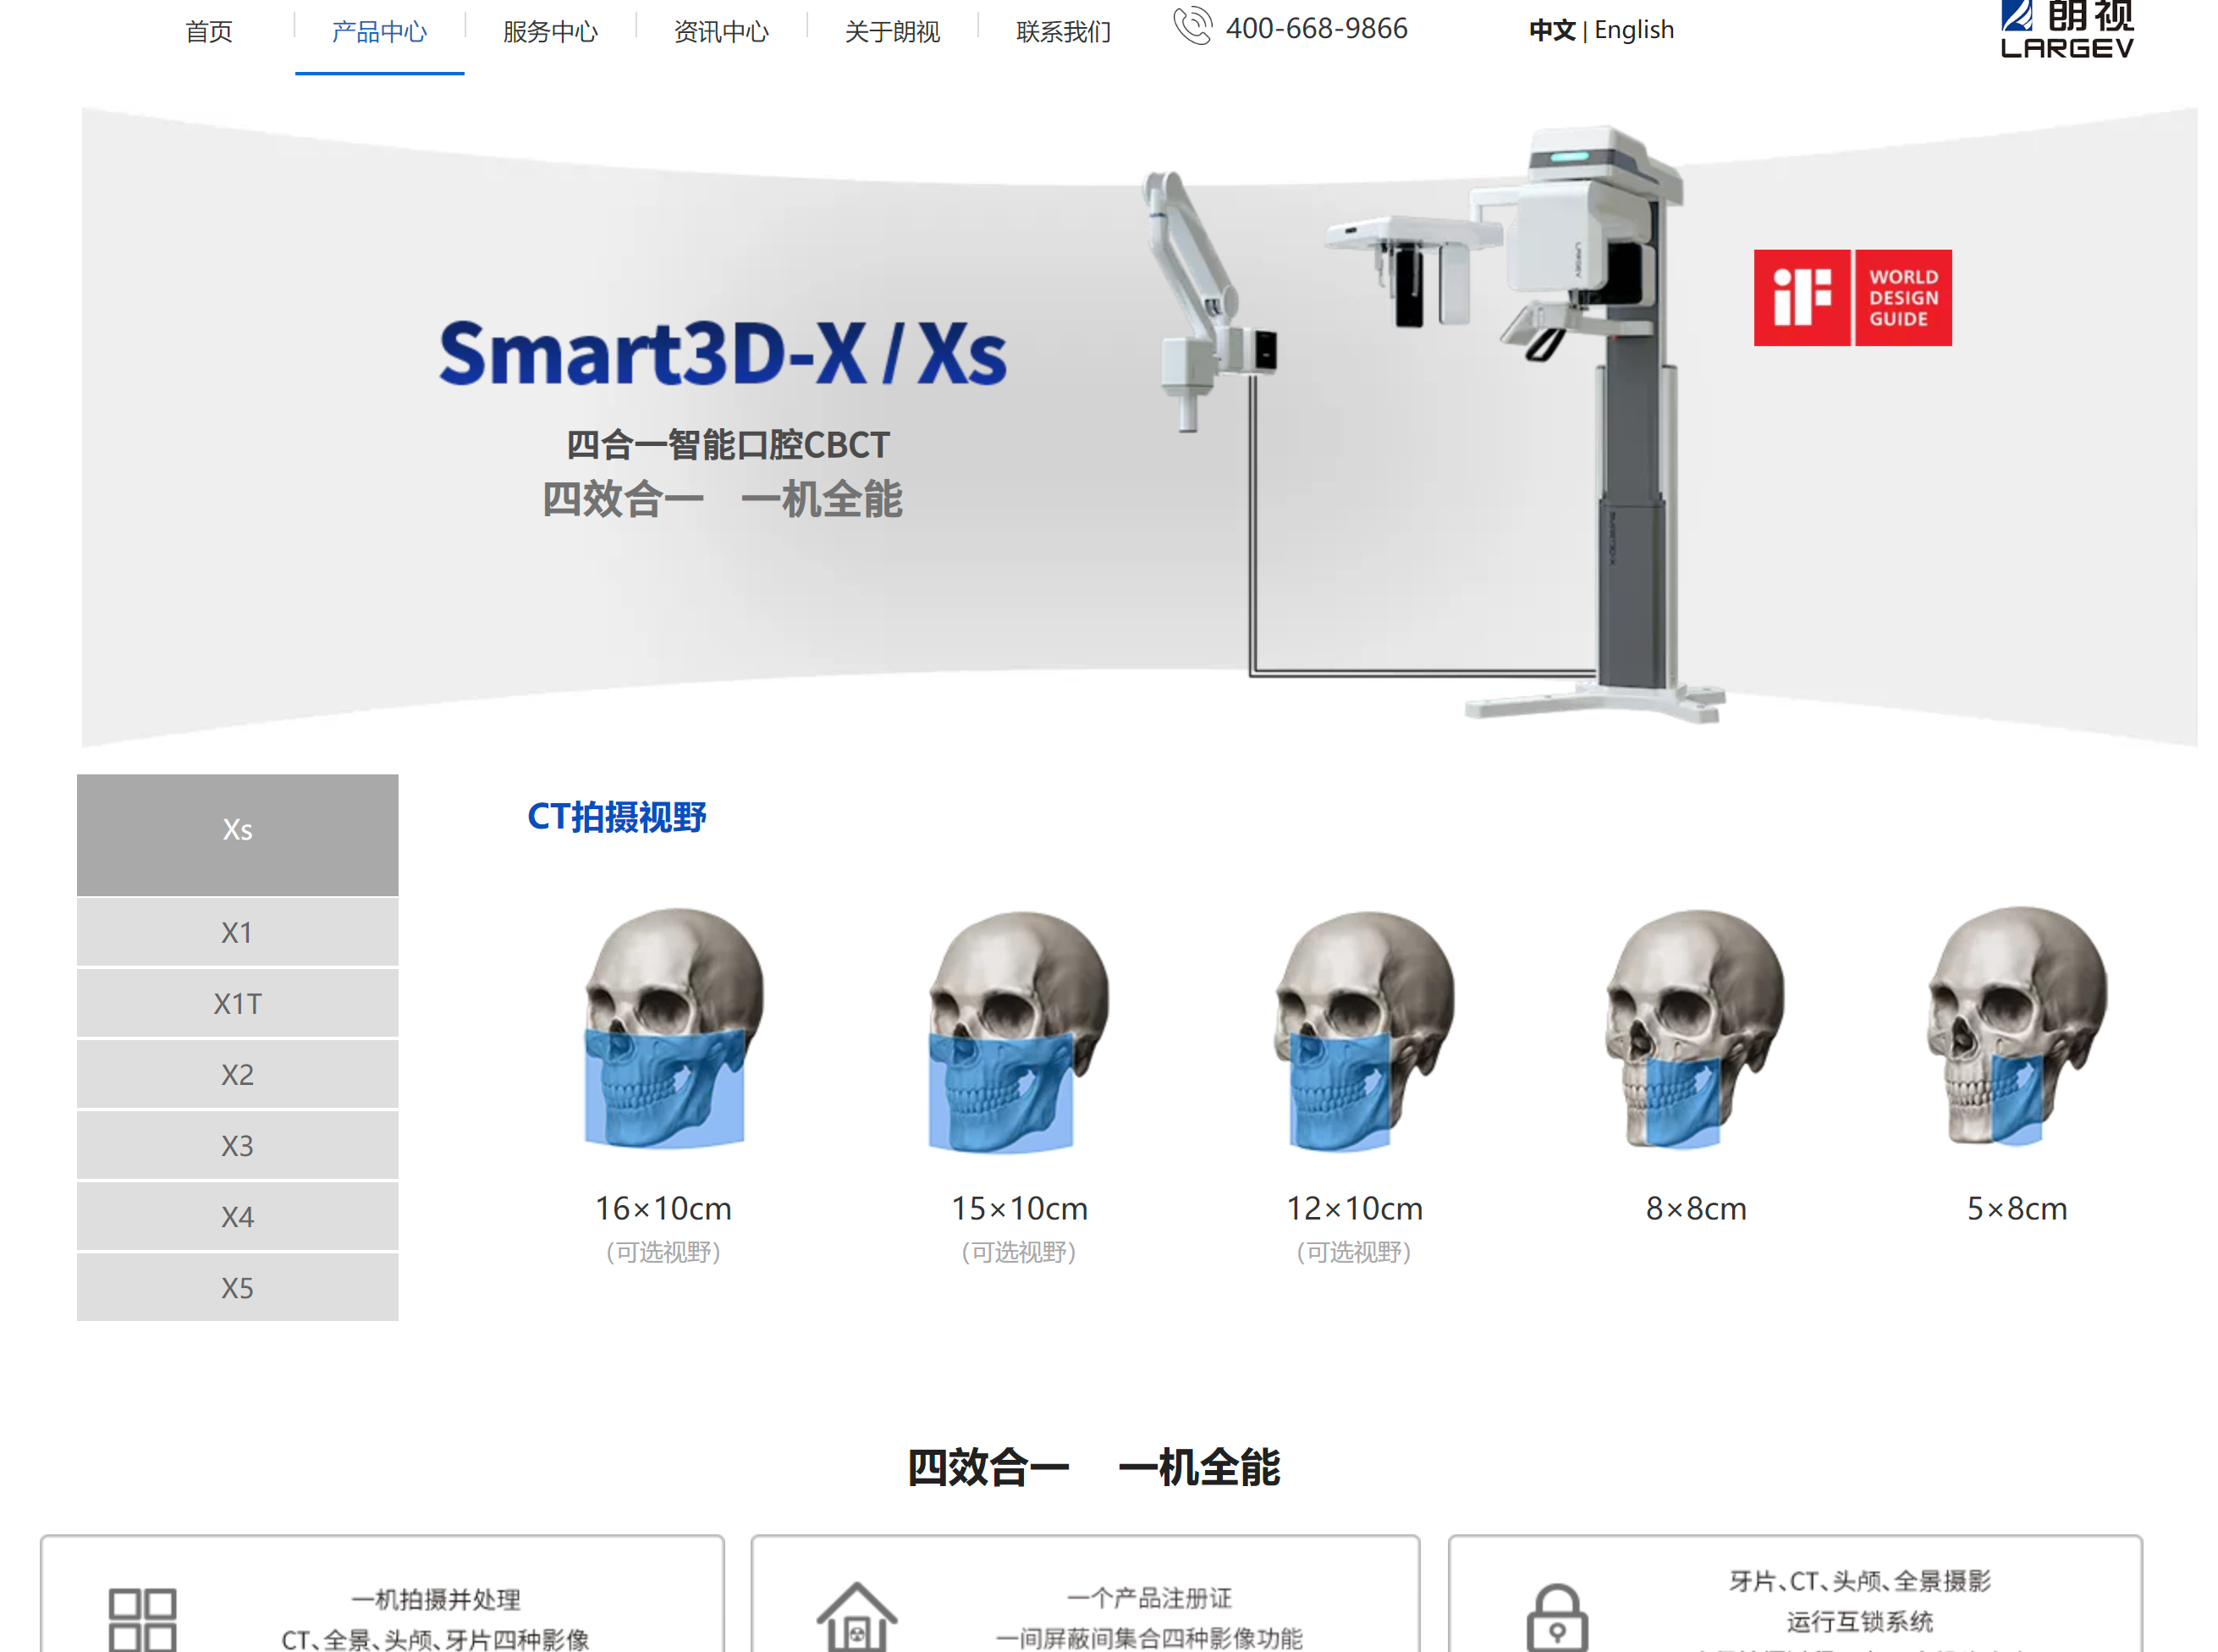 首页
产品中心
服务中心
资讯中心
关于朗视
联系我们
400-668-9866
中文 | English
朗视
LARGEV
Smart3D-X / Xs
四合一智能口腔CBCT
四效合一 一机全能
LARGEV
iF
WORLD
DESIGN
GUIDE
Xs
X1
X1T
X2
X3
X4
X5
CT拍摄视野
16×10cm
(可选视野)
15×10cm
(可选视野)
12×10cm
(可选视野)
8×8cm
5×8cm
四效合一 一机全能
一机拍摄并处理
CT、全景、头颅、牙片四种影像
一个产品注册证
一间屏蔽间集合四种影像功能
牙片、CT、头颅、全景摄影
运行互锁系统